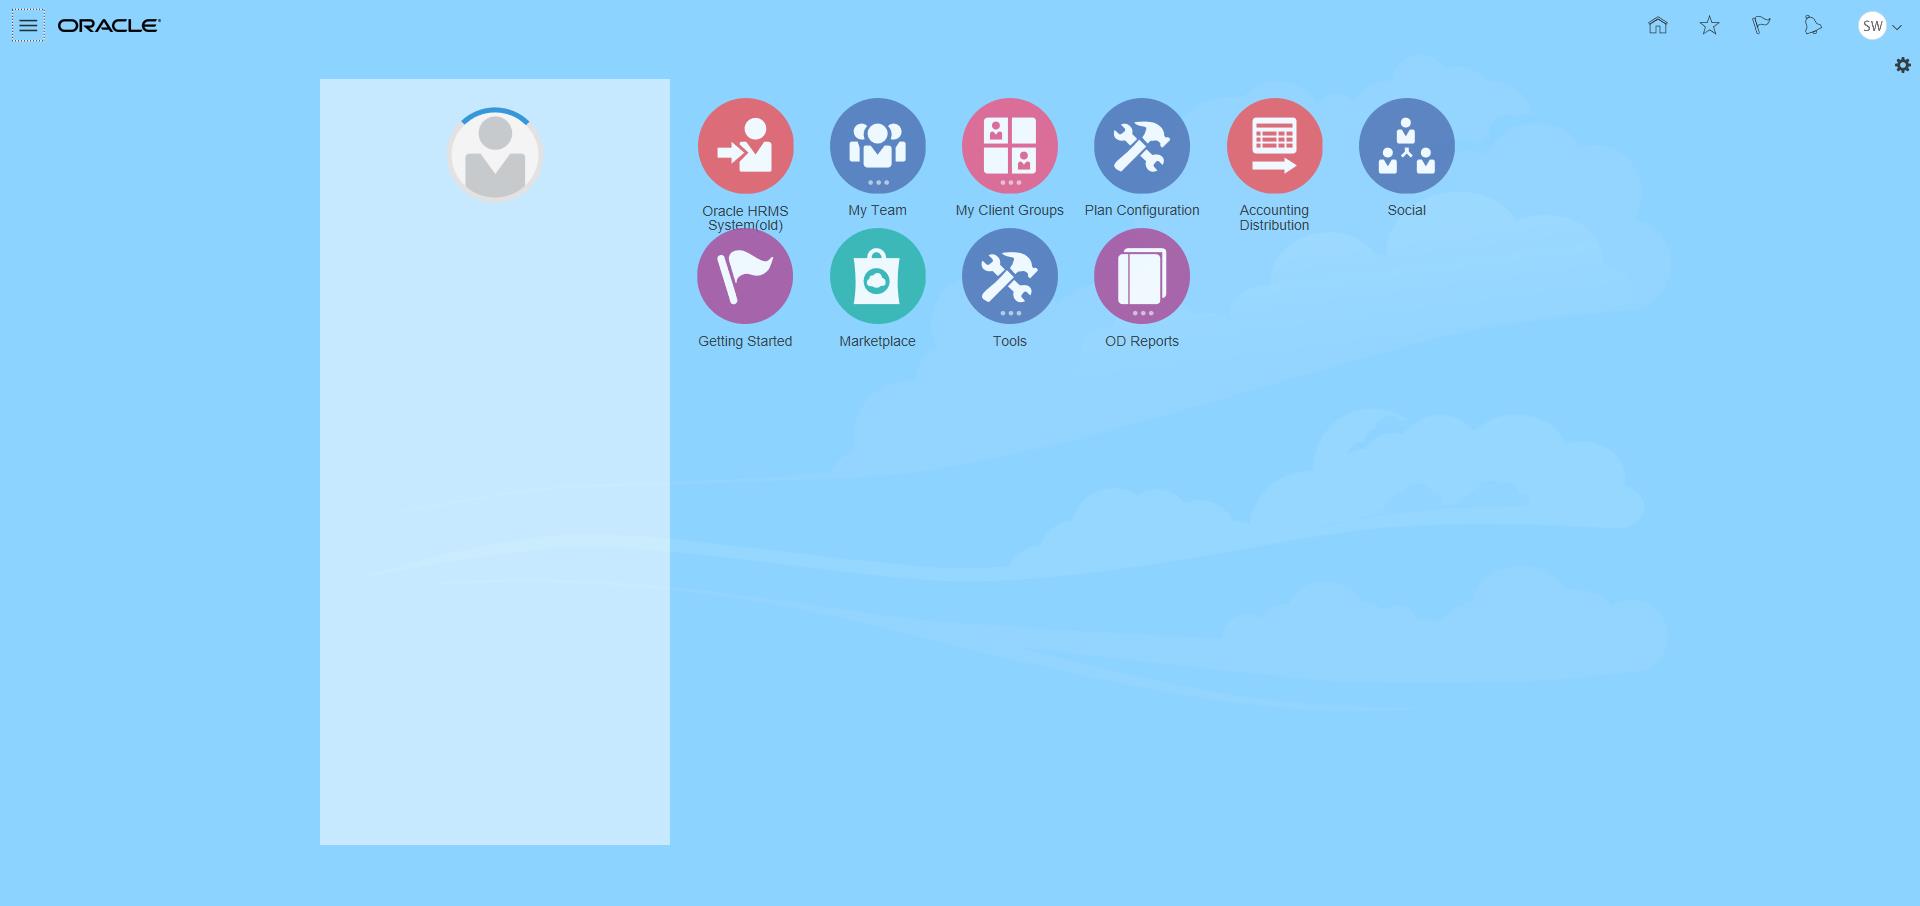 ORACLE
SW
Oracle HRMS
System(old)
My Team
My Client Groups
Plan Configuration
Accounting
Distribution
Social
Getting Started
Marketplace
Tools
OD Reports